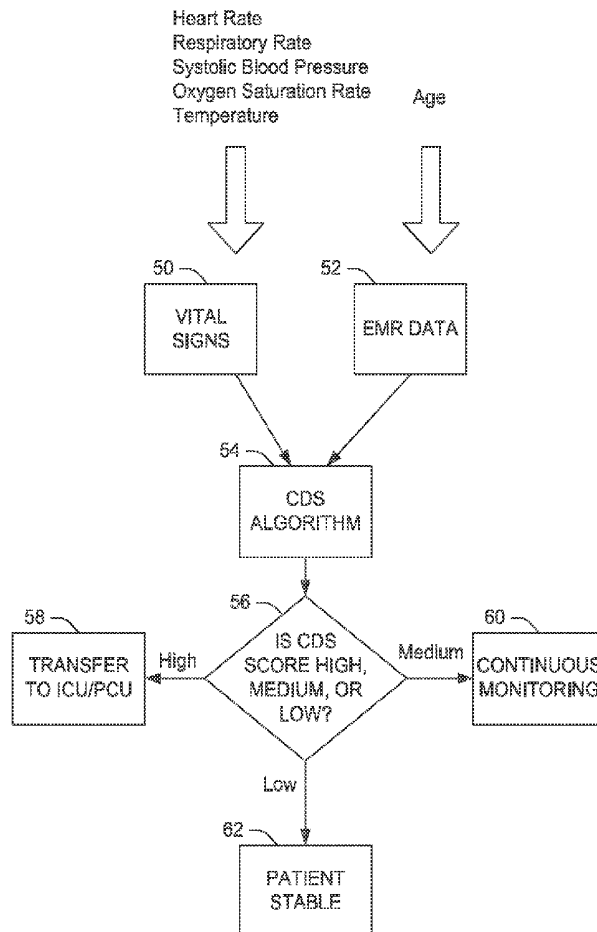 Heart Rate
Respiratory Rate
Systolic Blood Pressure
Oxygen Saturation Rate
Temperature
Age
50
VITAL
SIGNS
52
EMR DATA
54
CDS
ALGORITHM
56
IS CDS
SCORE HIGH,
MEDIUM, OR
LOW?
58
High
TRANSFER
TO ICU/PCU
Medium
60
CONTINUOUS
MONITORING
Low
62
PATIENT
STABLE